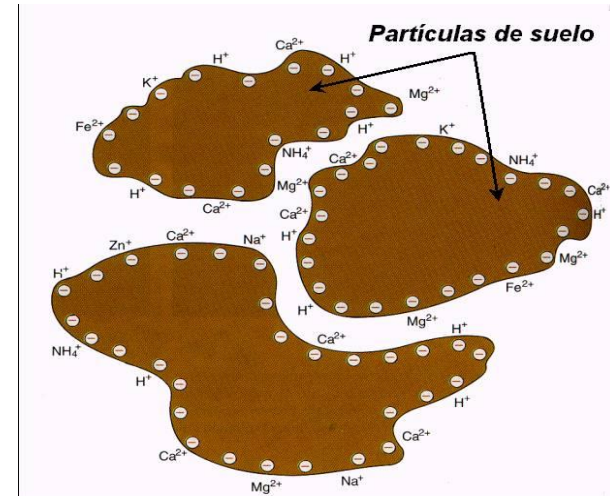 Partículas de suelo
Ca²⁺
H⁺
H⁺
K⁺
Mg²⁺
Fe²⁺
H⁺
NH₄⁺
H⁺
Ca²⁺
Mg²⁺
K⁺
Ca²⁺
NH₄⁺
Ca²⁺
Ca²⁺
H⁺
H⁺
Mg²⁺
Fe²⁺
H⁺
Mg²⁺
Ca²⁺
Na⁺
Zn⁺
H⁺
Ca²⁺
H⁺
NH₄⁺
H⁺
H⁺
Ca²⁺
Ca²⁺
Mg²⁺
Na⁺